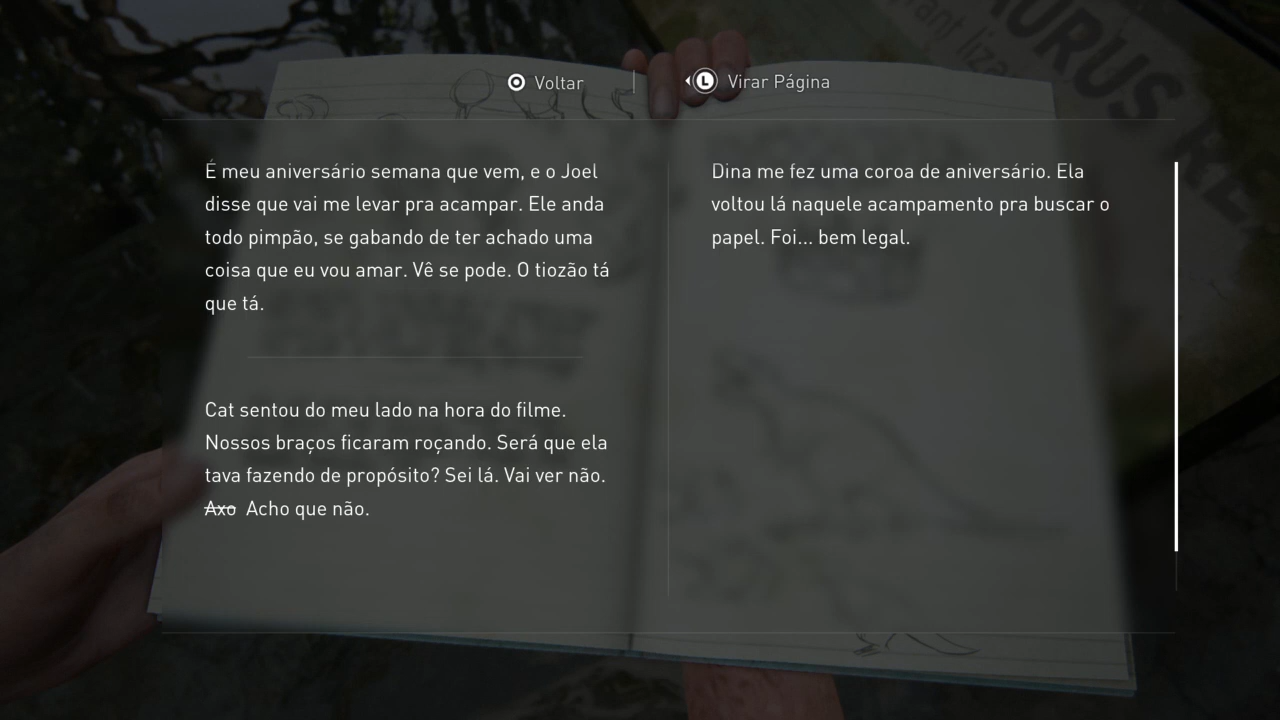 Voltar
L Virar Página
É meu aniversário semana que vem, e o Joel
disse que vai me levar pra acampar. Ele anda
todo pimpão, se gabando de ter achado uma
coisa que eu vou amar. Vê se pode. O tiozão tá
que tá.
Cat sentou do meu lado na hora do filme.
Nossos braços ficaram roçando. Será que ela
tava fazendo de propósito? Sei lá. Vai ver não.
Axo Acho que não.
Dina me fez uma coroa de aniversário. Ela
voltou lá naquele acampamento pra buscar o
papel. Foi... bem legal.